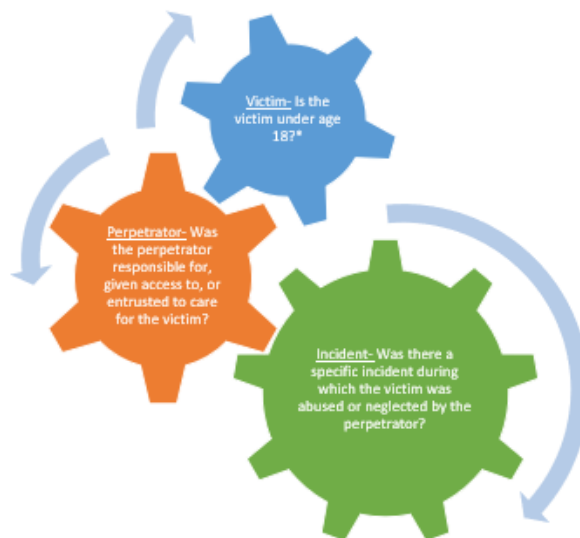 Victim- Is the
victim under age
18?*
Perpetrator- Was
the perpetrator
responsible for,
given access to, or
entrusted to care
for the victim?
Incident- Was there a
specific incident during
which the victim was
abused or neglected by the
perpetrator?